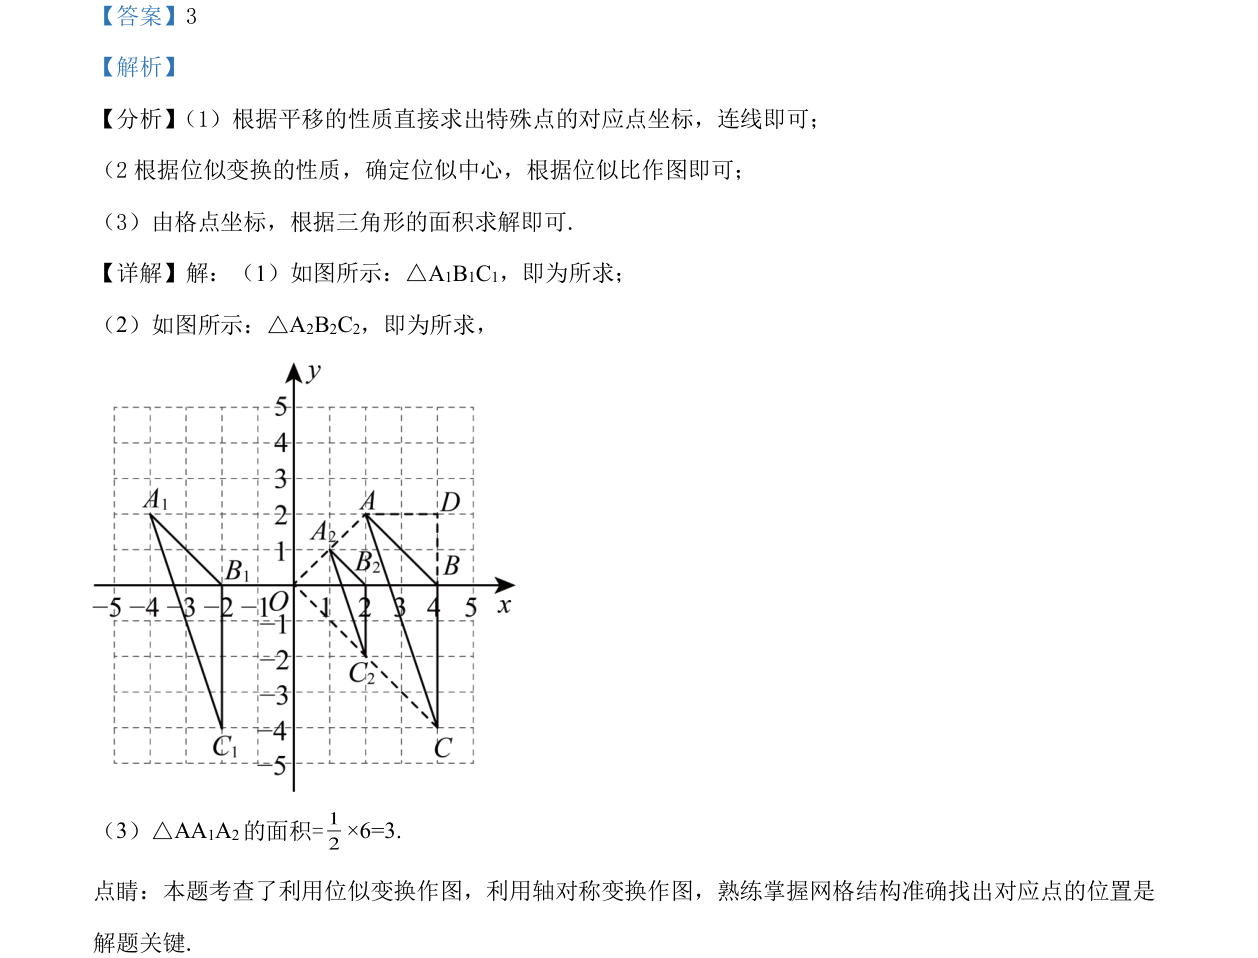 【答案】3
【解析】
【分析】（1）根据平移的性质直接求出特殊点的对应点坐标，连线即可；
（2 根据位似变换的性质，确定位似中心，根据位似比作图即可；
（3）由格点坐标，根据三角形的面积求解即可.
【详解】解：（1）如图所示：△A₁B₁C₁，即为所求；
（2）如图所示：△A₂B₂C₂，即为所求，
y
5
4
3
A₁ 2 A D
A₂
1 B₁ B₂ B
−5 −4 −3 −2 −1 O 1 2 3 4 5 x
−1
−2
C₂
−3
−4
C₁ C
−5
（3）△AA₁A₂的面积=\frac{1}{2}×6=3.
点睛：本题考查了利用位似变换作图，利用轴对称变换作图，熟练掌握网格结构准确找出对应点的位置是
解题关键.